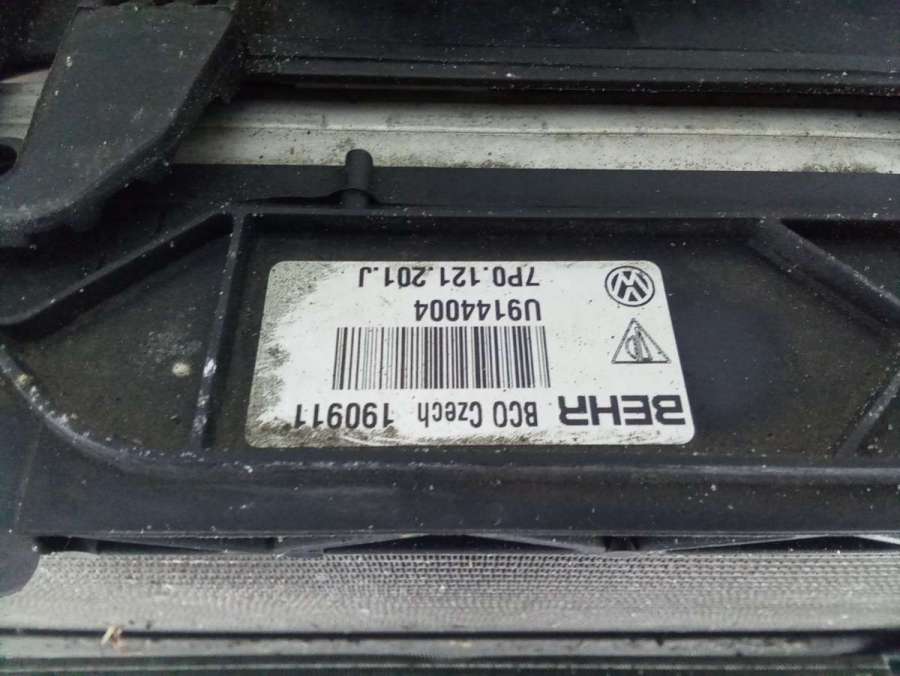 BEHR BCO Czech 190911
U9144004
7P0.121.201.J